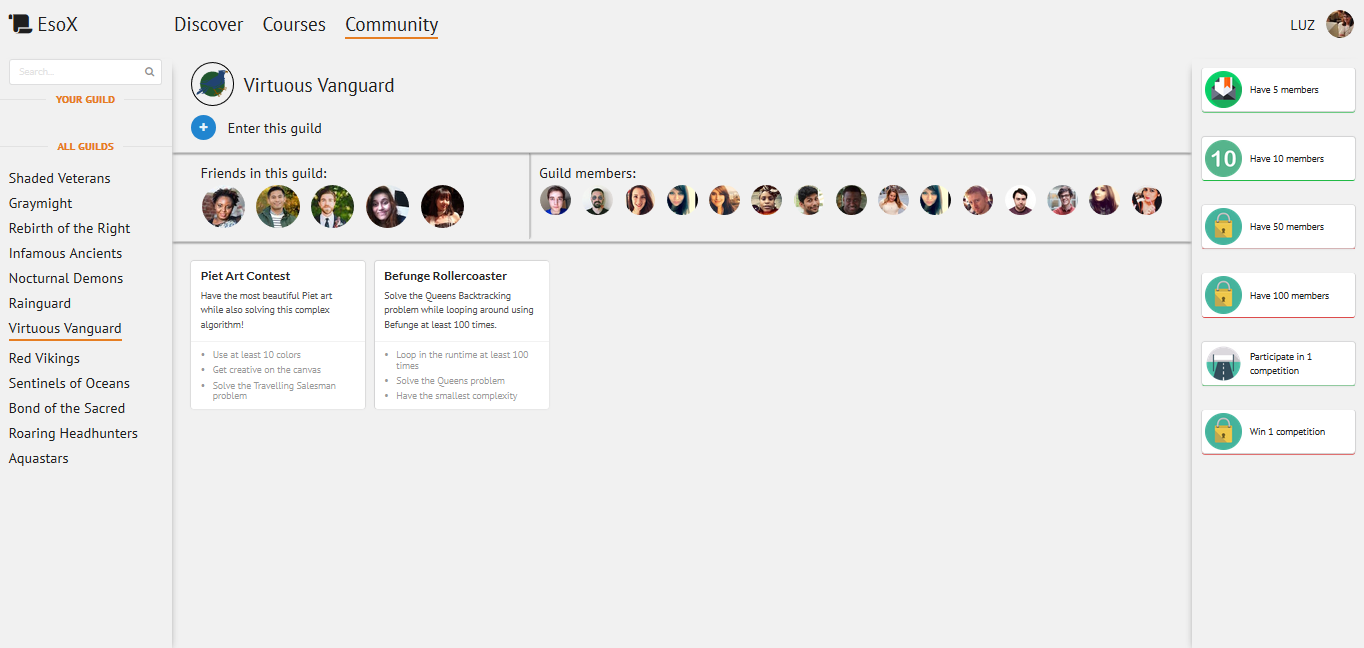 EsoX
Discover
Courses
Community
LUZ
Search...
YOUR GUILD
ALL GUILDS
Shaded Veterans
Graymight
Rebirth of the Right
Infamous Ancients
Nocturnal Demons
Rainguard
Virtuous Vanguard
Red Vikings
Sentinels of Oceans
Bond of the Sacred
Roaring Headhunters
Aquastars
Virtuous Vanguard
Enter this guild
Friends in this guild:
Guild members:
Piet Art Contest
Have the most beautiful Piet art
while also solving this complex
algorithm!
Use at least 10 colors
Get creative on the canvas
Solve the Travelling Salesman
problem
Befunge Rollercoaster
Solve the Queens Backtracking
problem while looping around using
Befunge at least 100 times.
Loop in the runtime at least 100
times
Solve the Queens problem
Have the smallest complexity
Have 5 members
10
Have 10 members
Have 50 members
Have 100 members
Participate in 1
competition
Win 1 competition